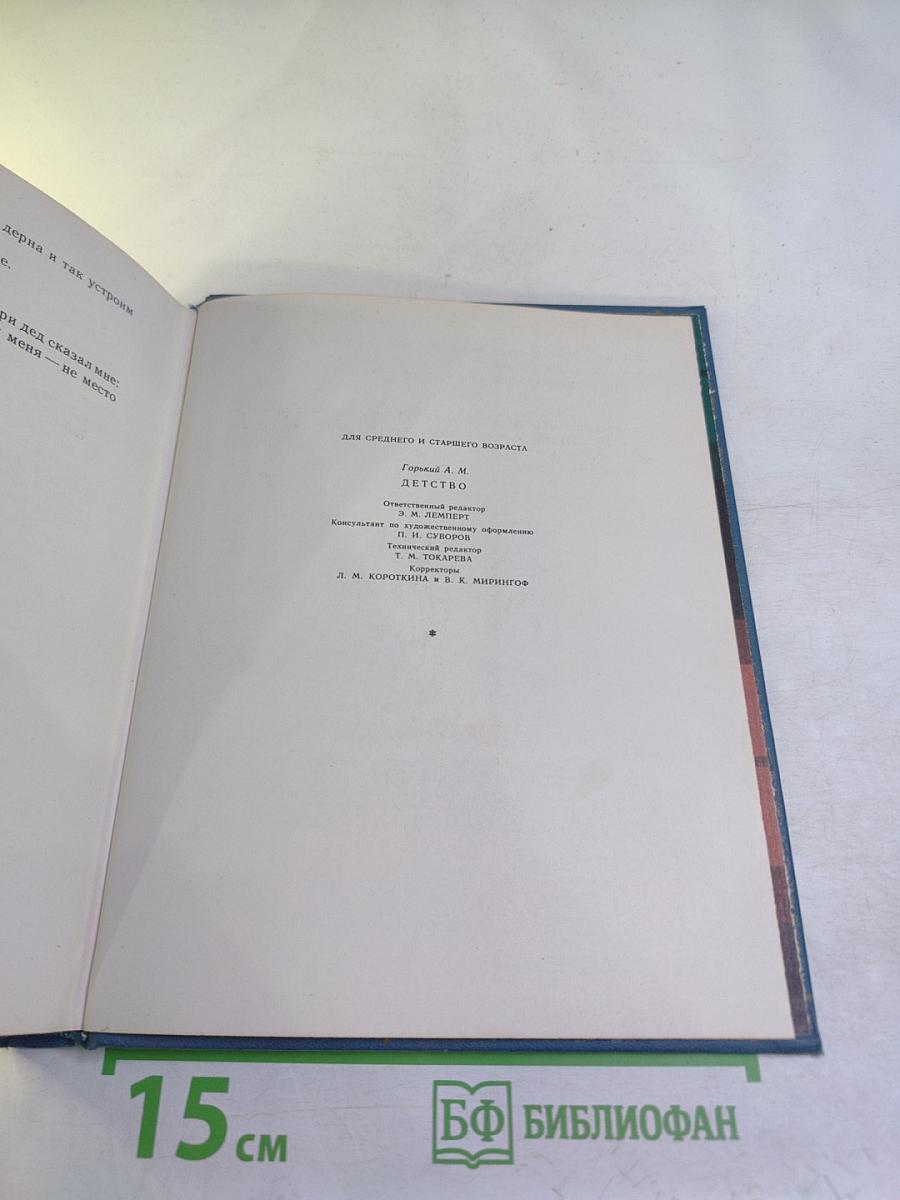 дерна и так устроим
е.
ри дед сказал мне:
меня — не место
ДЛЯ СРЕДНЕГО И СТАРШЕГО ВОЗРАСТА
Горький А. М.
ДЕТСТВО
Ответственный редактор
Э. М. ЛЕМПЕРТ
Консультант по художественному оформлению
П. И. СУВОРОВ
Технический редактор
Т. М. ТОКАРЕВА
Корректоры
Л. М. КОРОТКИНА и В. К. МИРИНГОФ
*
15 см
БФ БИБЛИОФАН